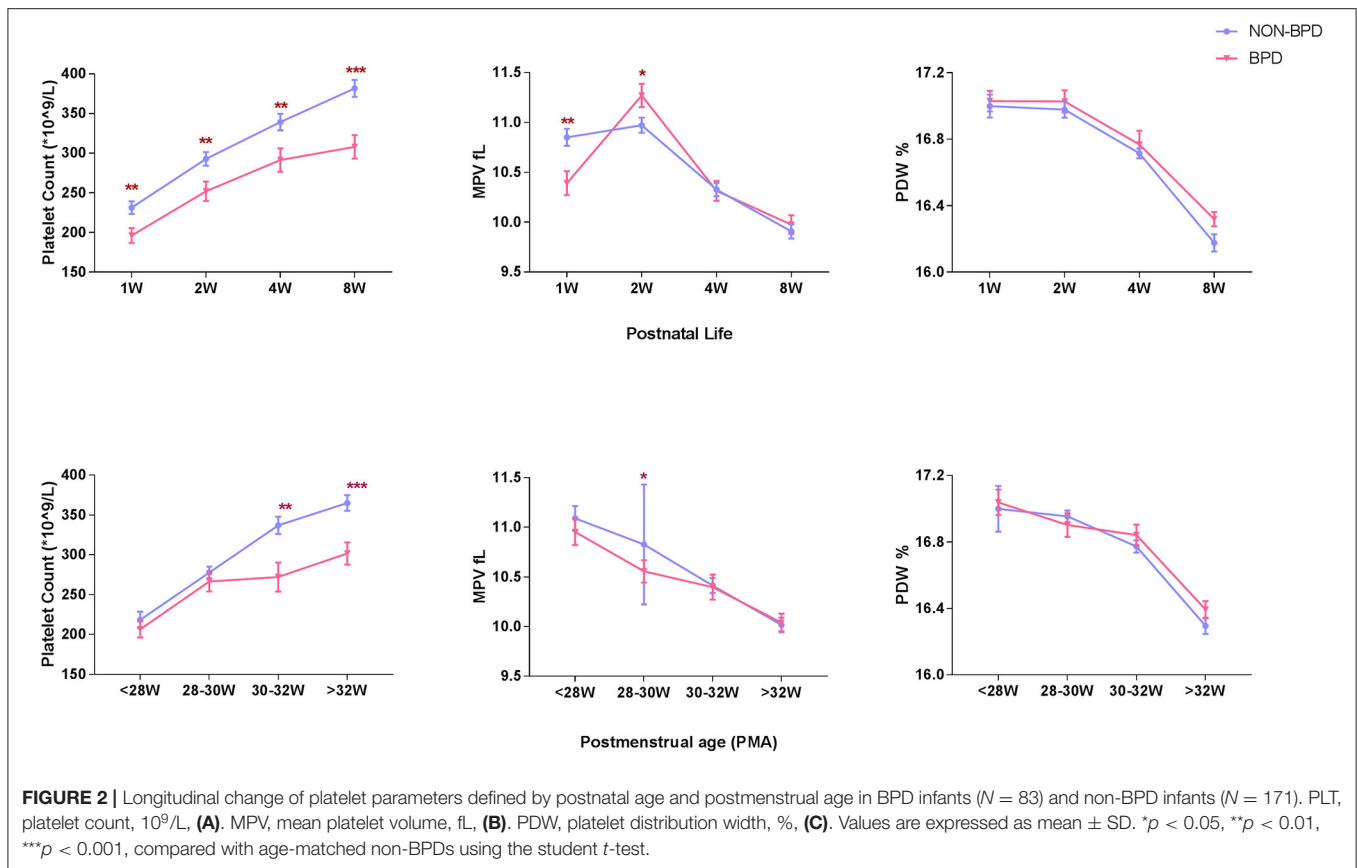 NON-BPD
BPD
Platelet Count (*10^9/L)
400
350
300
250
200
150
**
**
**
***
1W 2W 4W 8W
MPV fL
11.5
11.0
10.5
10.0
9.5
**
*
1W 2W 4W 8W
PDW %
17.2
16.8
16.4
16.0
1W 2W 4W 8W
Postnatal Life
Platelet Count (*10^9/L)
400
350
300
250
200
150
**
***
<28W 28-30W 30-32W >32W
MPV fL
11.5
11.0
10.5
10.0
9.5
*
<28W 28-30W 30-32W >32W
PDW %
17.2
16.8
16.4
16.0
<28W 28-30W 30-32W >32W
Postmenstrual age (PMA)
FIGURE 2 | Longitudinal change of platelet parameters defined by postnatal age and postmenstrual age in BPD infants (N = 83) and non-BPD infants (N = 171). PLT,
platelet count, 10⁹/L, (A). MPV, mean platelet volume, fL, (B). PDW, platelet distribution width, %, (C). Values are expressed as mean ± SD. *p < 0.05, **p < 0.01,
***p < 0.001, compared with age-matched non-BPDs using the student t-test.